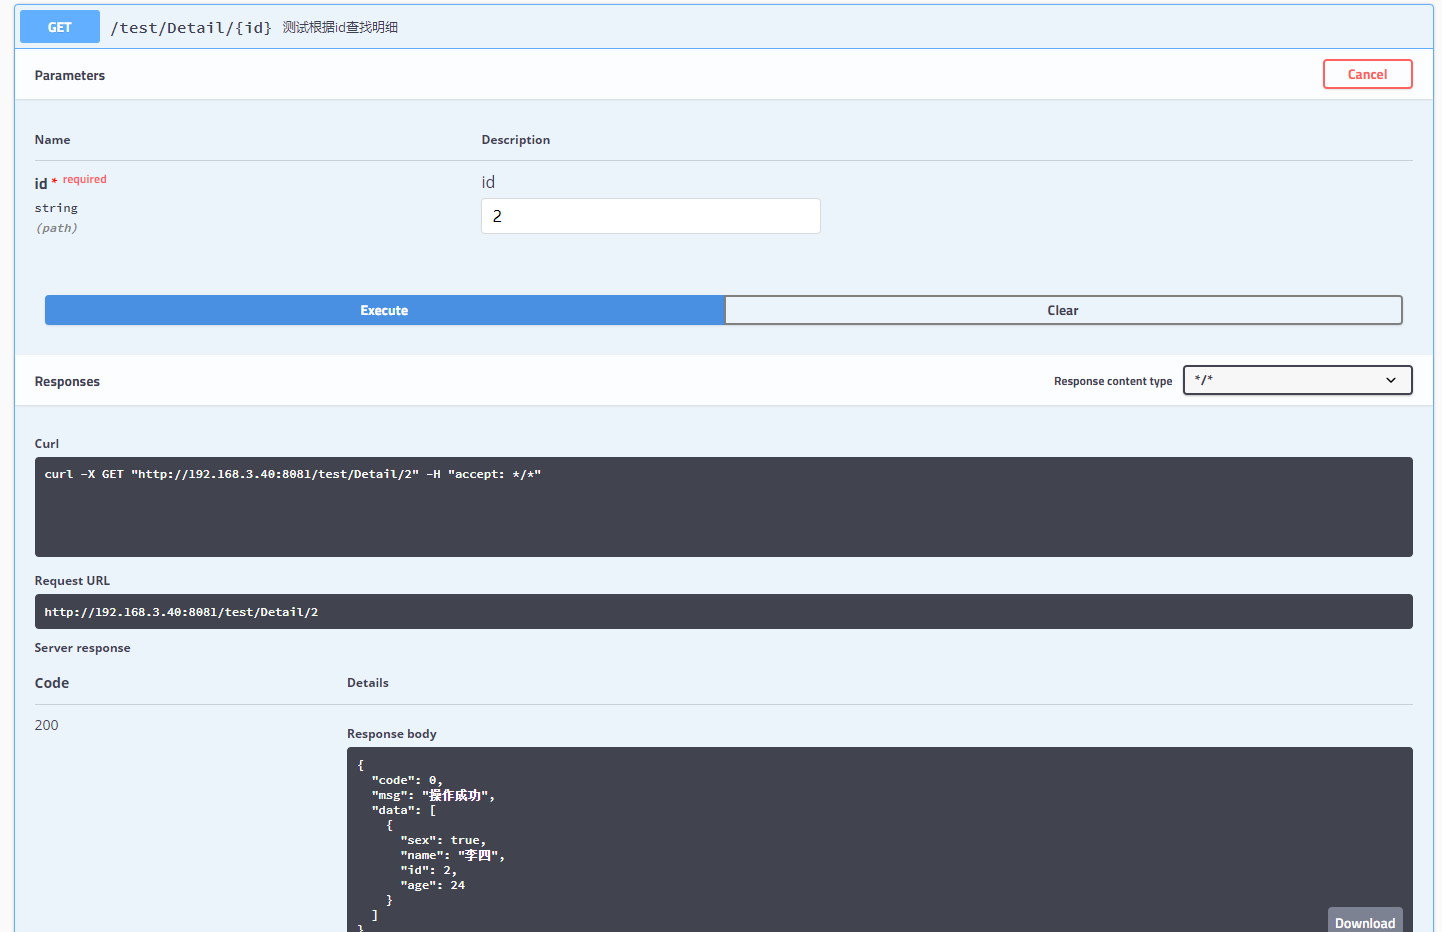 GET /test/Detail/{id} 测试根据id查找明细
Parameters Cancel
Name Description
id * required id
string 2
(path)
Execute Clear
Responses Response content type */*
Curl
curl -X GET "http://192.168.3.40:8081/test/Detail/2" -H "accept: */*"
Request URL
http://192.168.3.40:8081/test/Detail/2
Server response
Code Details
200
Response body
{
  "code": 0,
  "msg": "操作成功",
  "data": [
    {
      "sex": true,
      "name": "李四",
      "id": 2,
      "age": 24
    }
  ]
}
Download